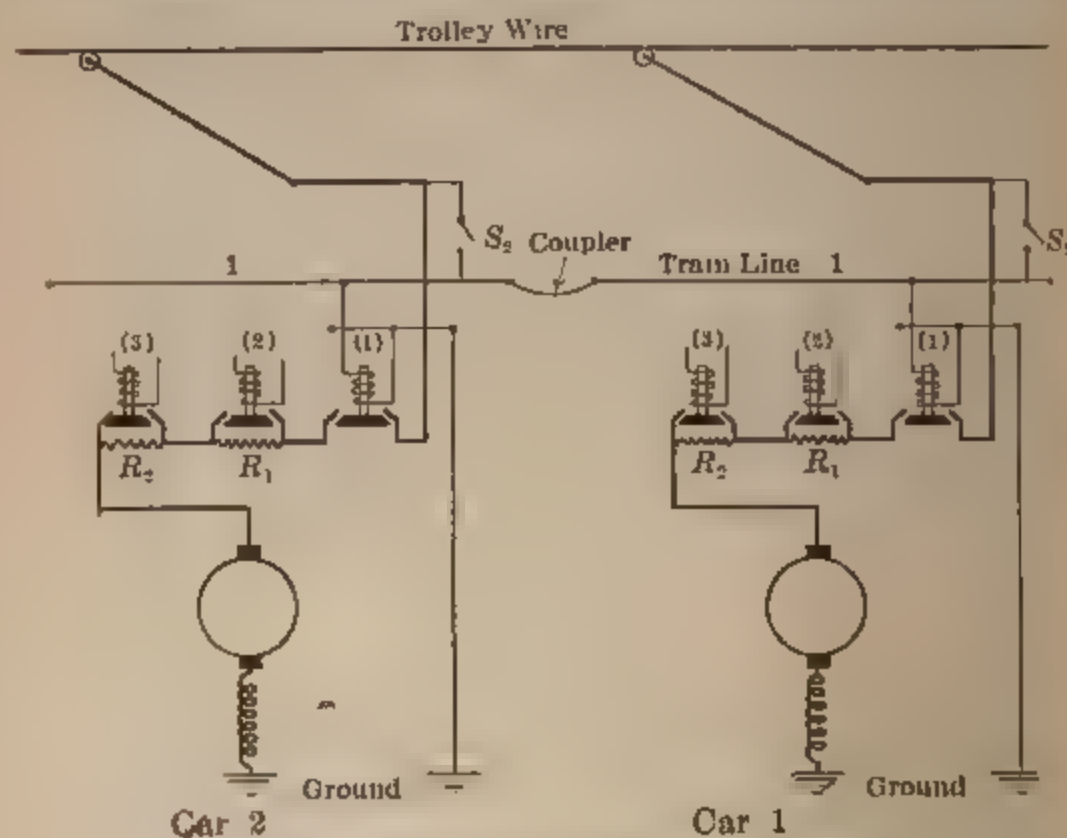 Trolley Wire
S₂ Coupler
1
Train Line 1
(3) (2) (1)
(3) (2) (1)
R₂ R₁
R₂ R₁
Ground
Ground
Car 2
Car 1